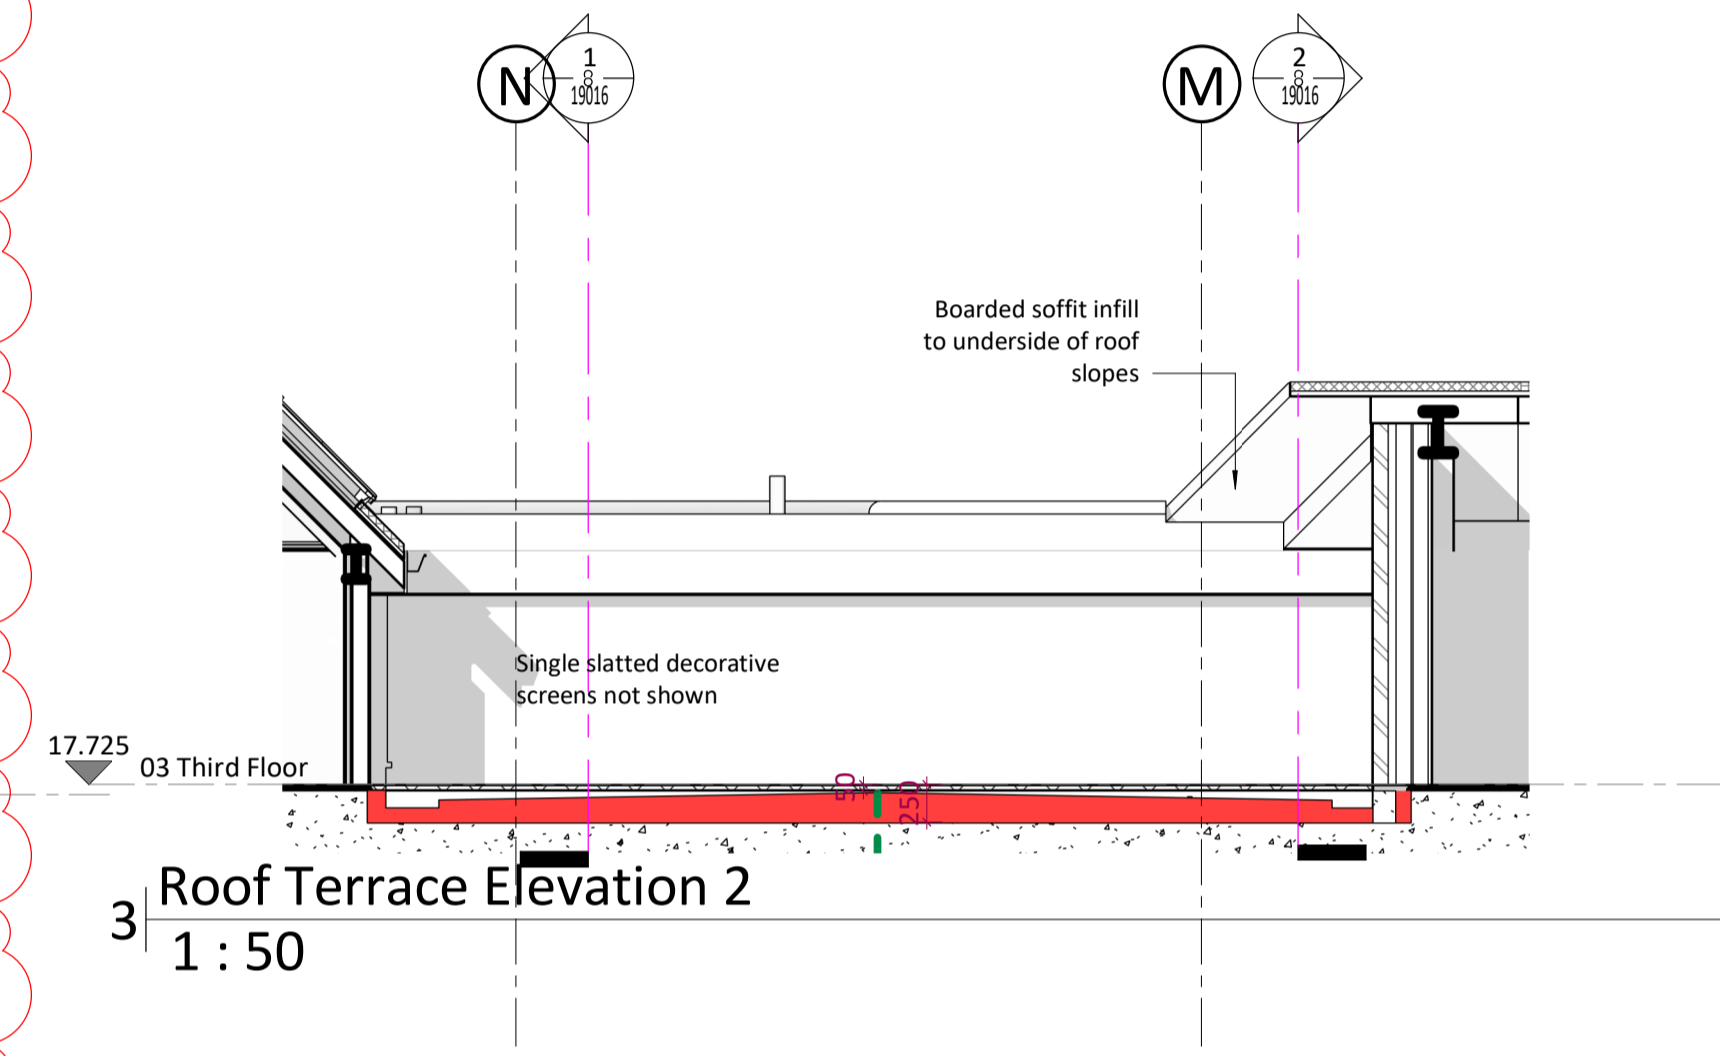 N
1
8
19016
M
2
8
19016
Boarded soffit infill
to underside of roof
slopes
Single slatted decorative
screens not shown
17.725
03 Third Floor
50
250
Roof Terrace Elevation 2
3
1 : 50